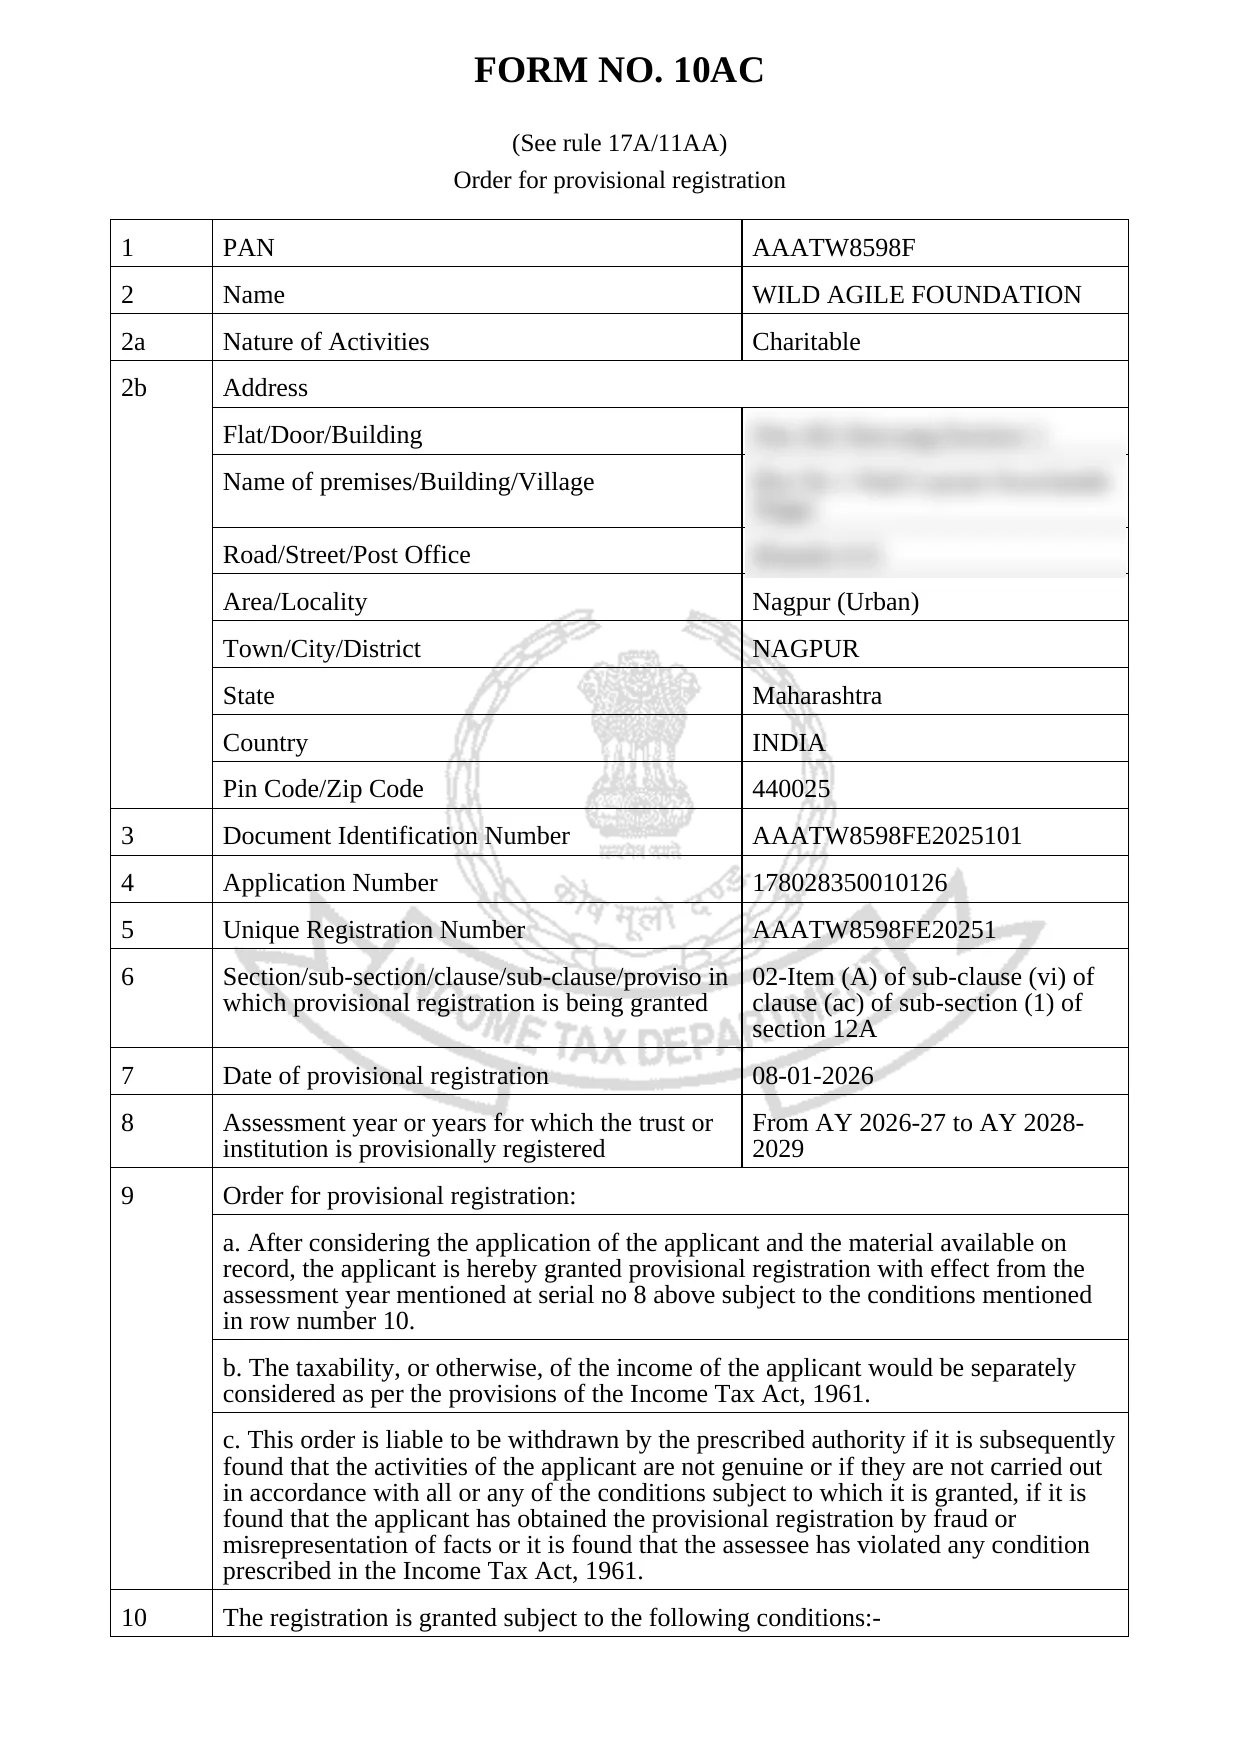 FORM NO. 10AC
(See rule 17A/11AA)
Order for provisional registration
1 PAN AAATW8598F
2 Name WILD AGILE FOUNDATION
2a Nature of Activities Charitable
2b Address
Flat/Door/Building
Name of premises/Building/Village
Road/Street/Post Office
Area/Locality Nagpur (Urban)
Town/City/District NAGPUR
State Maharashtra
Country INDIA
Pin Code/Zip Code 440025
3 Document Identification Number AAATW8598FE2025101
4 Application Number 178028350010126
5 Unique Registration Number AAATW8598FE20251
6 Section/sub-section/clause/sub-clause/proviso in 02-Item (A) of sub-clause (vi) of
which provisional registration is being granted clause (ac) of sub-section (1) of
section 12A
7 Date of provisional registration 08-01-2026
8 Assessment year or years for which the trust or From AY 2026-27 to AY 2028-
institution is provisionally registered 2029
9 Order for provisional registration:
a. After considering the application of the applicant and the material available on
record, the applicant is hereby granted provisional registration with effect from the
assessment year mentioned at serial no 8 above subject to the conditions mentioned
in row number 10.
b. The taxability, or otherwise, of the income of the applicant would be separately
considered as per the provisions of the Income Tax Act, 1961.
c. This order is liable to be withdrawn by the prescribed authority if it is subsequently
found that the activities of the applicant are not genuine or if they are not carried out
in accordance with all or any of the conditions subject to which it is granted, if it is
found that the applicant has obtained the provisional registration by fraud or
misrepresentation of facts or it is found that the assessee has violated any condition
prescribed in the Income Tax Act, 1961.
10 The registration is granted subject to the following conditions:-
सत्यमेव जयते
कोष मूलो दण्ड
INCOME TAX DEPARTMENT